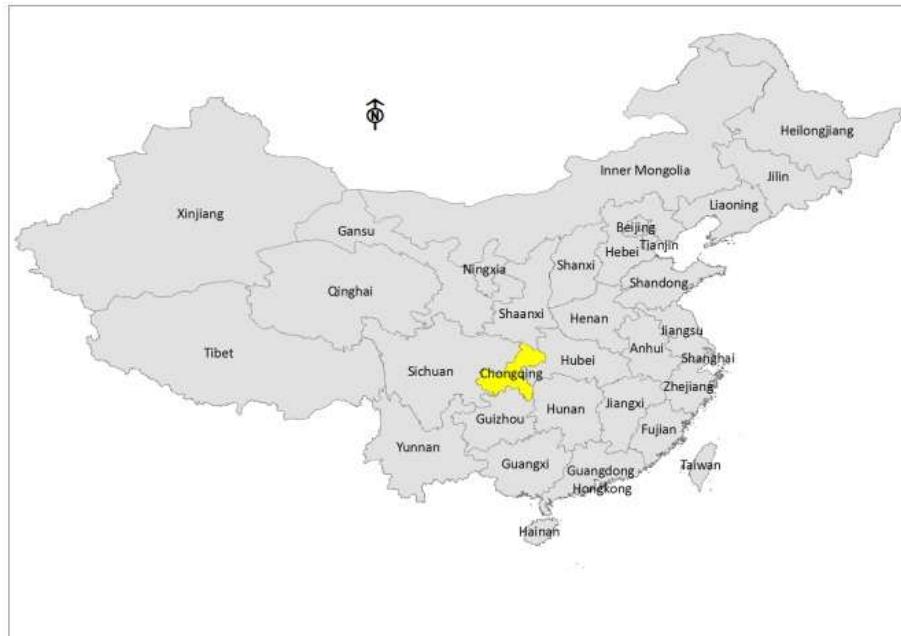 N
Heilongjiang
Jilin
Inner Mongolia
Liaoning
Xinjiang
Gansu
Beijing
Tianjin
Hebei
Ningxia
Shanxi
Shandong
Qinghai
Shaanxi
Henan
Jiangsu
Tibet
Sichuan
Chongqing
Hubei
Anhui
Shanghai
Zhejiang
Guizhou
Hunan
Jiangxi
Fujian
Yunnan
Guangxi
Guangdong
Taiwan
Hongkong
Hainan